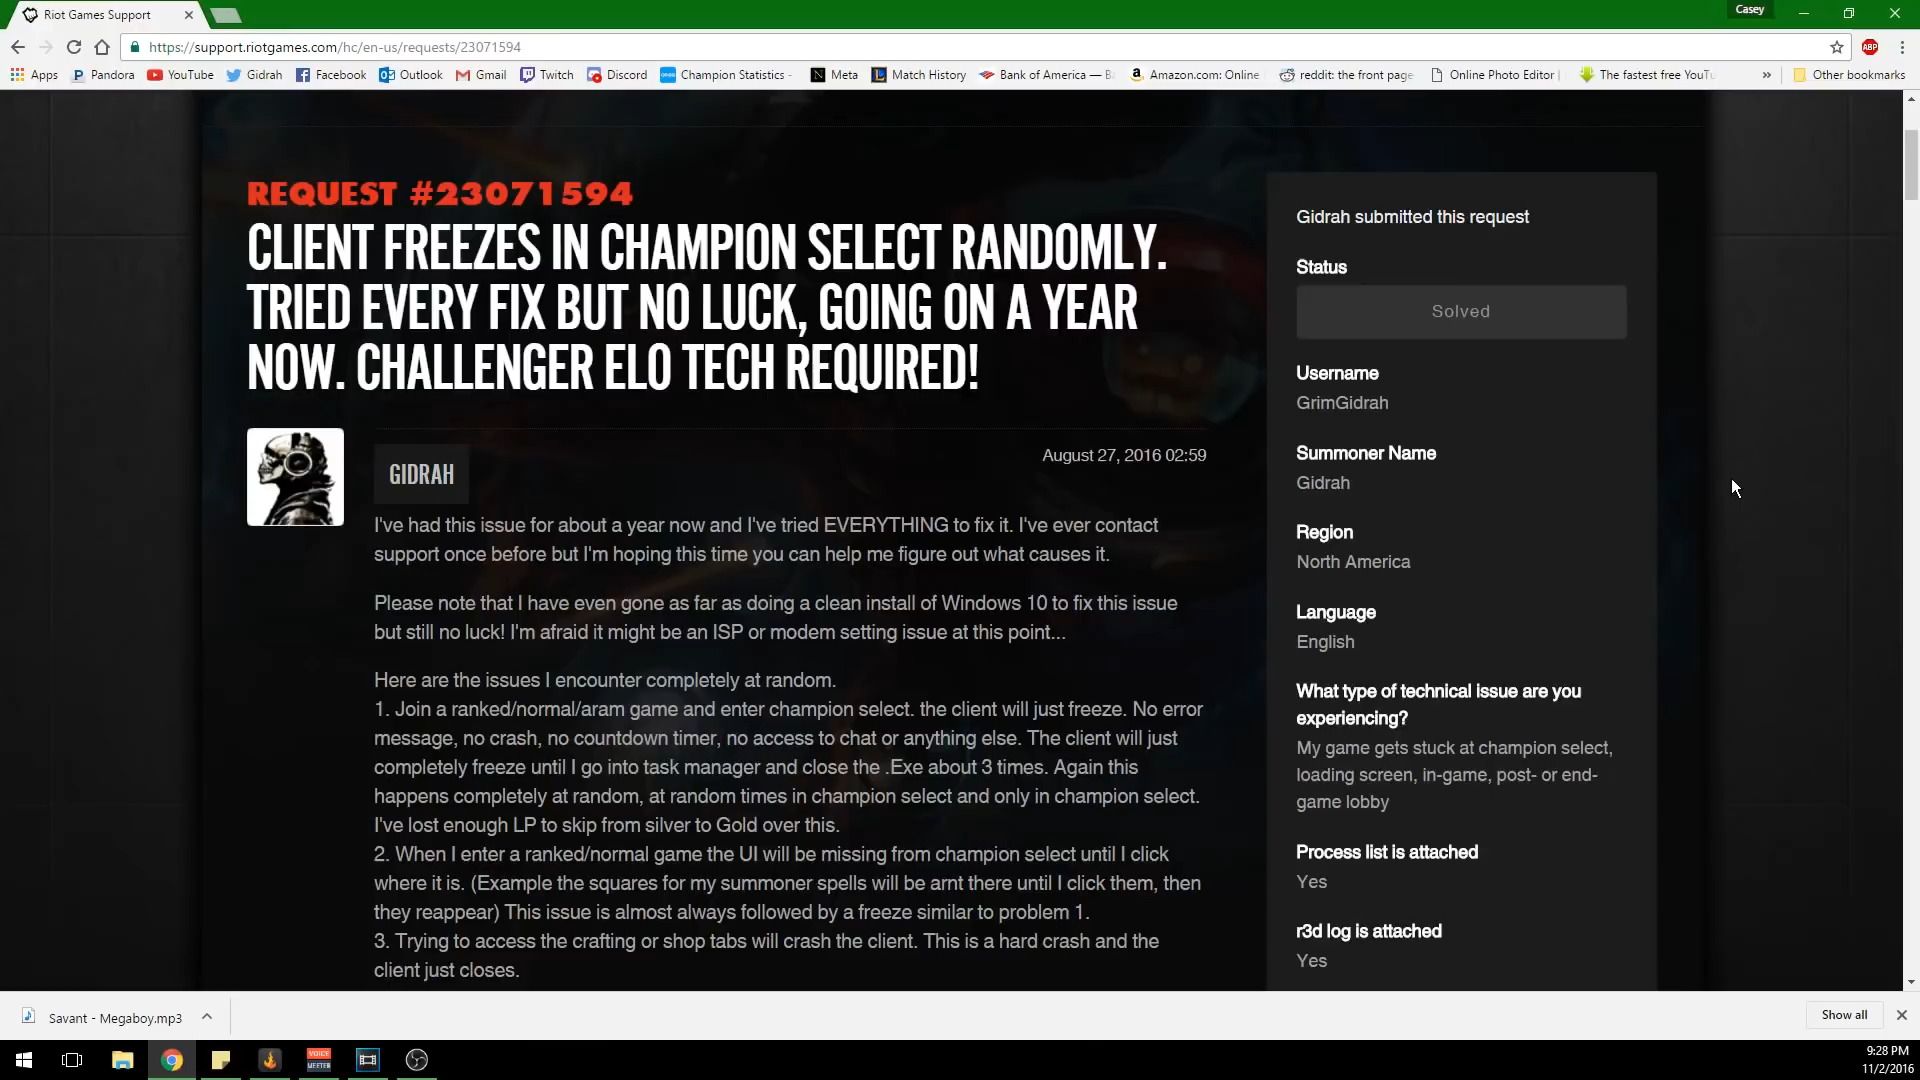 Riot Games Support
Casey
https://support.riotgames.com/hc/en-us/requests/23071594
ABP
Apps Pandora YouTube Gidrah Facebook Outlook Gmail Twitch Discord Champion Statistics - Meta Match History Bank of America — B Amazon.com: Online reddit: the front page Online Photo Editor | The fastest free YouTu » Other bookmarks
REQUEST #23071594
CLIENT FREEZES IN CHAMPION SELECT RANDOMLY.
TRIED EVERY FIX BUT NO LUCK, GOING ON A YEAR
NOW. CHALLENGER ELO TECH REQUIRED!
GIDRAH
August 27, 2016 02:59
I've had this issue for about a year now and I've tried EVERYTHING to fix it. I've ever contact
support once before but I'm hoping this time you can help me figure out what causes it.
Please note that I have even gone as far as doing a clean install of Windows 10 to fix this issue
but still no luck! I'm afraid it might be an ISP or modem setting issue at this point...
Here are the issues I encounter completely at random.
1. Join a ranked/normal/aram game and enter champion select. the client will just freeze. No error
message, no crash, no countdown timer, no access to chat or anything else. The client will just
completely freeze until I go into task manager and close the .Exe about 3 times. Again this
happens completely at random, at random times in champion select and only in champion select.
I've lost enough LP to skip from silver to Gold over this.
2. When I enter a ranked/normal game the UI will be missing from champion select until I click
where it is. (Example the squares for my summoner spells will be arnt there until I click them, then
they reappear) This issue is almost always followed by a freeze similar to problem 1.
3. Trying to access the crafting or shop tabs will crash the client. This is a hard crash and the
client just closes.
Gidrah submitted this request
Status
Solved
Username
GrimGidrah
Summoner Name
Gidrah
Region
North America
Language
English
What type of technical issue are you
experiencing?
My game gets stuck at champion select,
loading screen, in-game, post- or end-
game lobby
Process list is attached
Yes
r3d log is attached
Yes
Savant - Megaboy.mp3
Show all
VOICE
MEETER
9:28 PM
11/2/2016